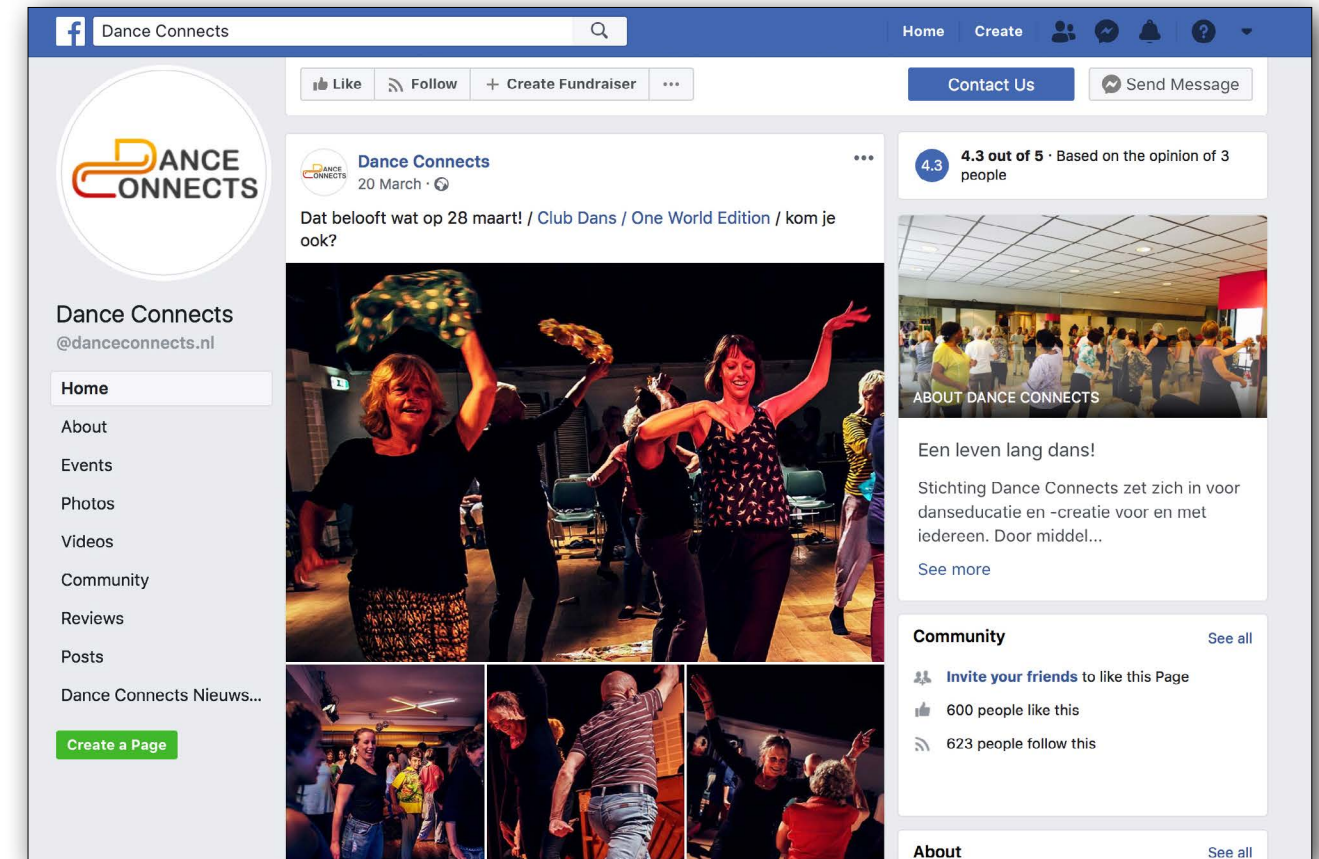 Dance Connects
Home
Create
DANCE
CONNECTS
Dance Connects
@danceconnects.nl
Home
About
Events
Photos
Videos
Community
Reviews
Posts
Dance Connects Nieuws...
Create a Page
Like
Follow
+ Create Fundraiser
...
Contact Us
Send Message
DANCE
CONNECTS
Dance Connects
20 March ·
Dat belooft wat op 28 maart! / Club Dans / One World Edition / kom je
ook?
4.3
4.3 out of 5 · Based on the opinion of 3
people
ABOUT DANCE CONNECTS
Een leven lang dans!
Stichting Dance Connects zet zich in voor
danseducatie en -creatie voor en met
iedereen. Door middel...
See more
Community
See all
Invite your friends to like this Page
600 people like this
623 people follow this
About
See all